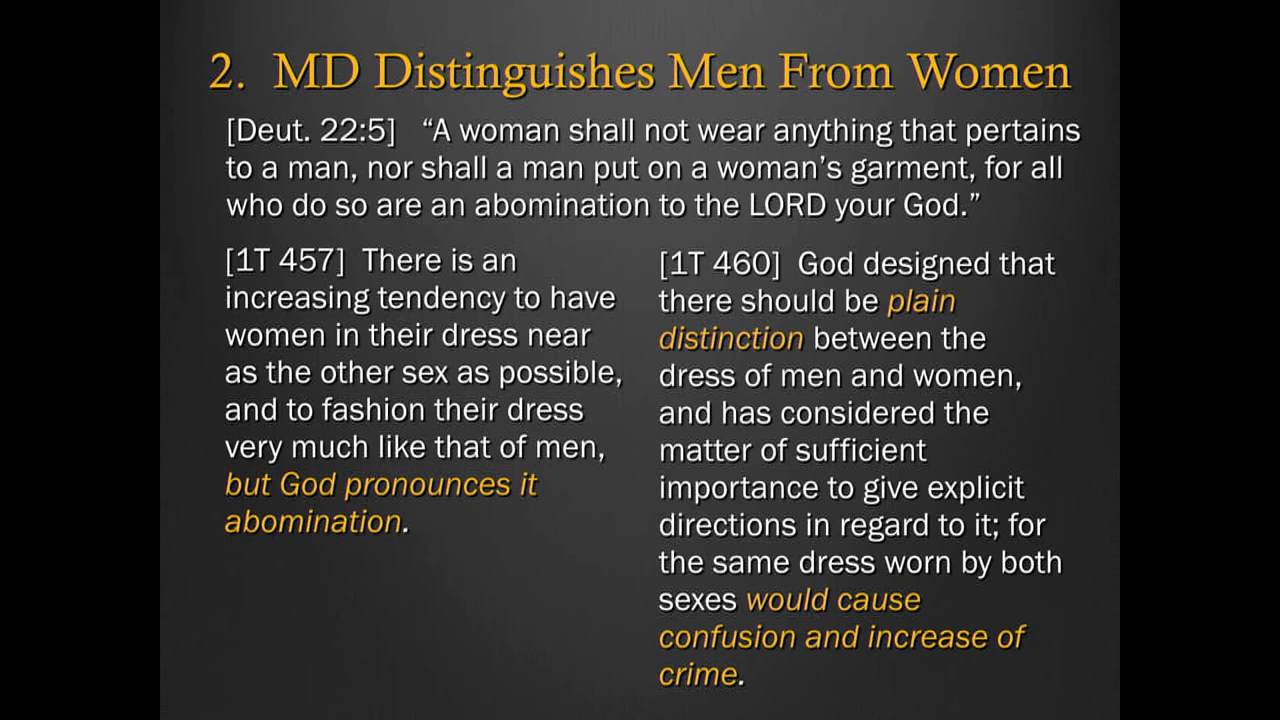 2. MD Distinguishes Men From Women
[Deut. 22:5] “A woman shall not wear anything that pertains
to a man, nor shall a man put on a woman’s garment, for all
who do so are an abomination to the LORD your God.”
[1T 457] There is an
increasing tendency to have
women in their dress near
as the other sex as possible,
and to fashion their dress
very much like that of men,
but God pronounces it
abomination.
[1T 460] God designed that
there should be plain
distinction between the
dress of men and women,
and has considered the
matter of sufficient
importance to give explicit
directions in regard to it; for
the same dress worn by both
sexes would cause
confusion and increase of
crime.